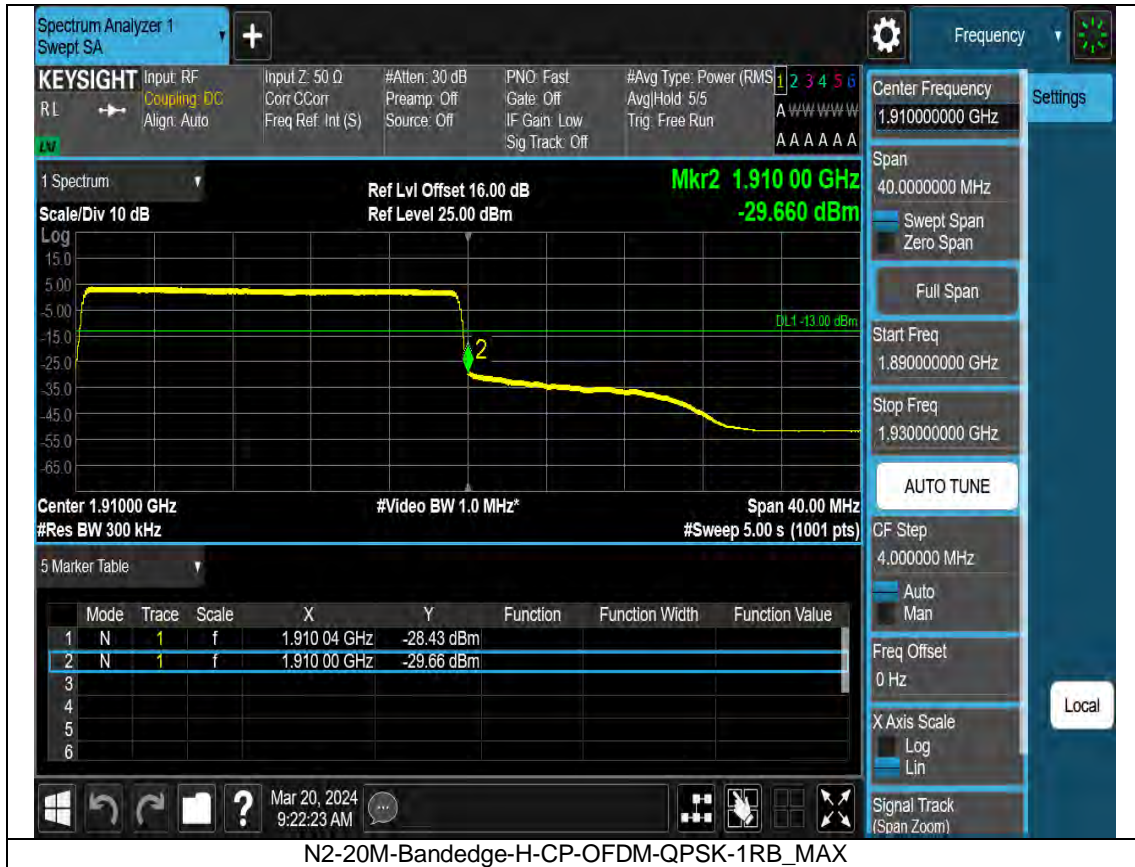 Spectrum Analyzer 1
Swept SA
Frequency
KEYSIGHT
RL
LXI
Input: RF
Coupling: DC
Align: Auto
Input Z: 50 Ω
Corr CCorr
Freq Ref: Int (S)
#Atten: 30 dB
Preamp: Off
Source: Off
PNO: Fast
Gate: Off
IF Gain: Low
Sig Track: Off
#Avg Type: Power (RMS
Avg|Hold: 5/5
Trig: Free Run
1 2 3 4 5 6
A W W W W W
A A A A A A
1 Spectrum
Scale/Div 10 dB
Ref Lvl Offset 16.00 dB
Ref Level 25.00 dBm
Mkr2 1.910 00 GHz
-29.660 dBm
Log
15.0
5.00
-5.00
-15.0
-25.0
-35.0
-45.0
-55.0
-65.0
DL1 -13.00 dBm
2
Center 1.91000 GHz
#Video BW 1.0 MHz*
Span 40.00 MHz
#Res BW 300 kHz
#Sweep 5.00 s (1001 pts)
5 Marker Table
Mode Trace Scale X Y Function Function Width Function Value
1 N 1 f 1.910 04 GHz -28.43 dBm
2 N 1 f 1.910 00 GHz -29.66 dBm
3
4
5
6
Mar 20, 2024
9:22:23 AM
Center Frequency
1.910000000 GHz
Settings
Span
40.0000000 MHz
Swept Span
Zero Span
Full Span
Start Freq
1.890000000 GHz
Stop Freq
1.930000000 GHz
AUTO TUNE
CF Step
4.000000 MHz
Auto
Man
Freq Offset
0 Hz
Local
X Axis Scale
Log
Lin
Signal Track
(Span Zoom)
N2-20M-Bandedge-H-CP-OFDM-QPSK-1RB_MAX